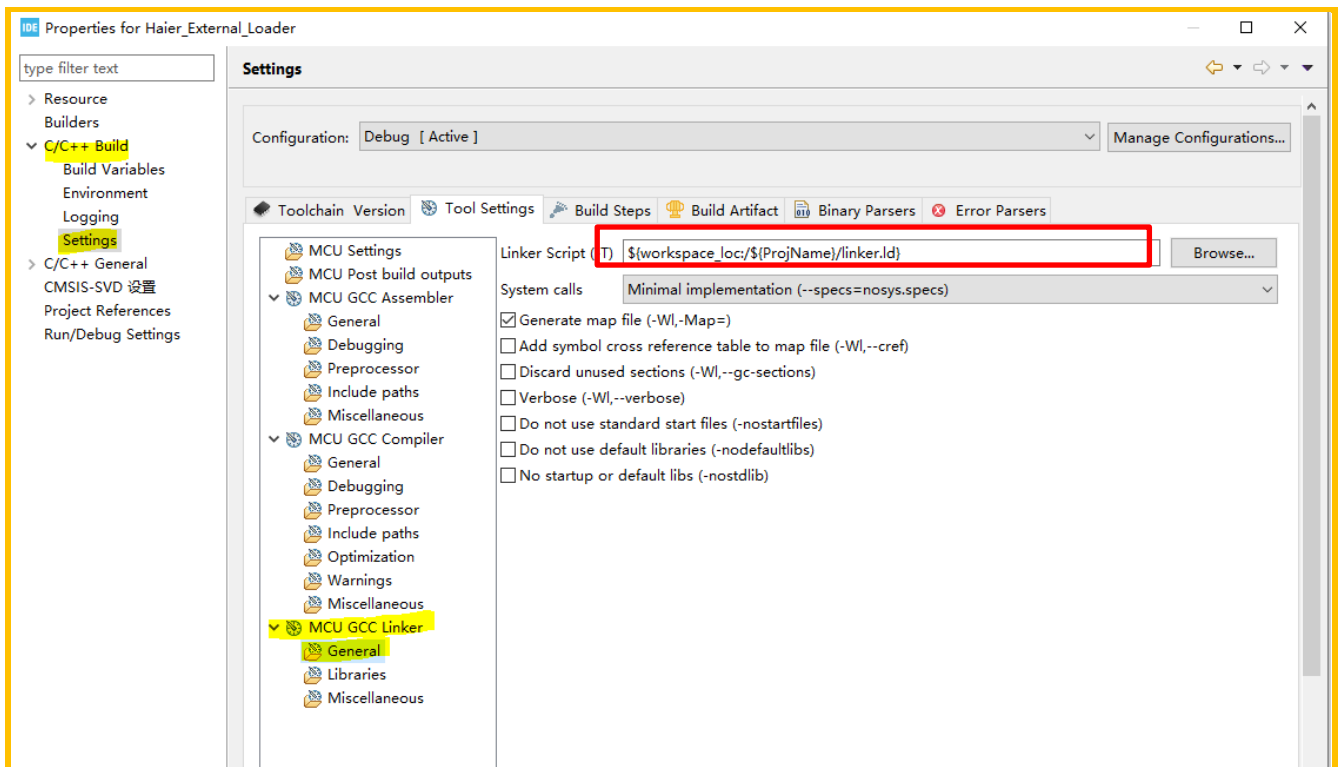 IDE Properties for Haier_External_Loader
type filter text
Resource
Builders
C/C++ Build
Build Variables
Environment
Logging
Settings
C/C++ General
CMSIS-SVD 设置
Project References
Run/Debug Settings
Settings
Configuration: Debug [ Active ]
Manage Configurations...
Toolchain Version Tool Settings Build Steps Build Artifact 010 Binary Parsers Error Parsers
MCU Settings
MCU Post build outputs
MCU GCC Assembler
General
Debugging
Preprocessor
Include paths
Miscellaneous
MCU GCC Compiler
General
Debugging
Preprocessor
Include paths
Optimization
Warnings
Miscellaneous
MCU GCC Linker
General
Libraries
Miscellaneous
Linker Script ( T) ${workspace_loc:/${ProjName}/linker.ld} Browse...
System calls Minimal implementation (--specs=nosys.specs)
Generate map file (-Wl,-Map=)
Add symbol cross reference table to map file (-Wl,--cref)
Discard unused sections (-Wl,--gc-sections)
Verbose (-Wl,--verbose)
Do not use standard start files (-nostartfiles)
Do not use default libraries (-nodefaultlibs)
No startup or default libs (-nostdlib)